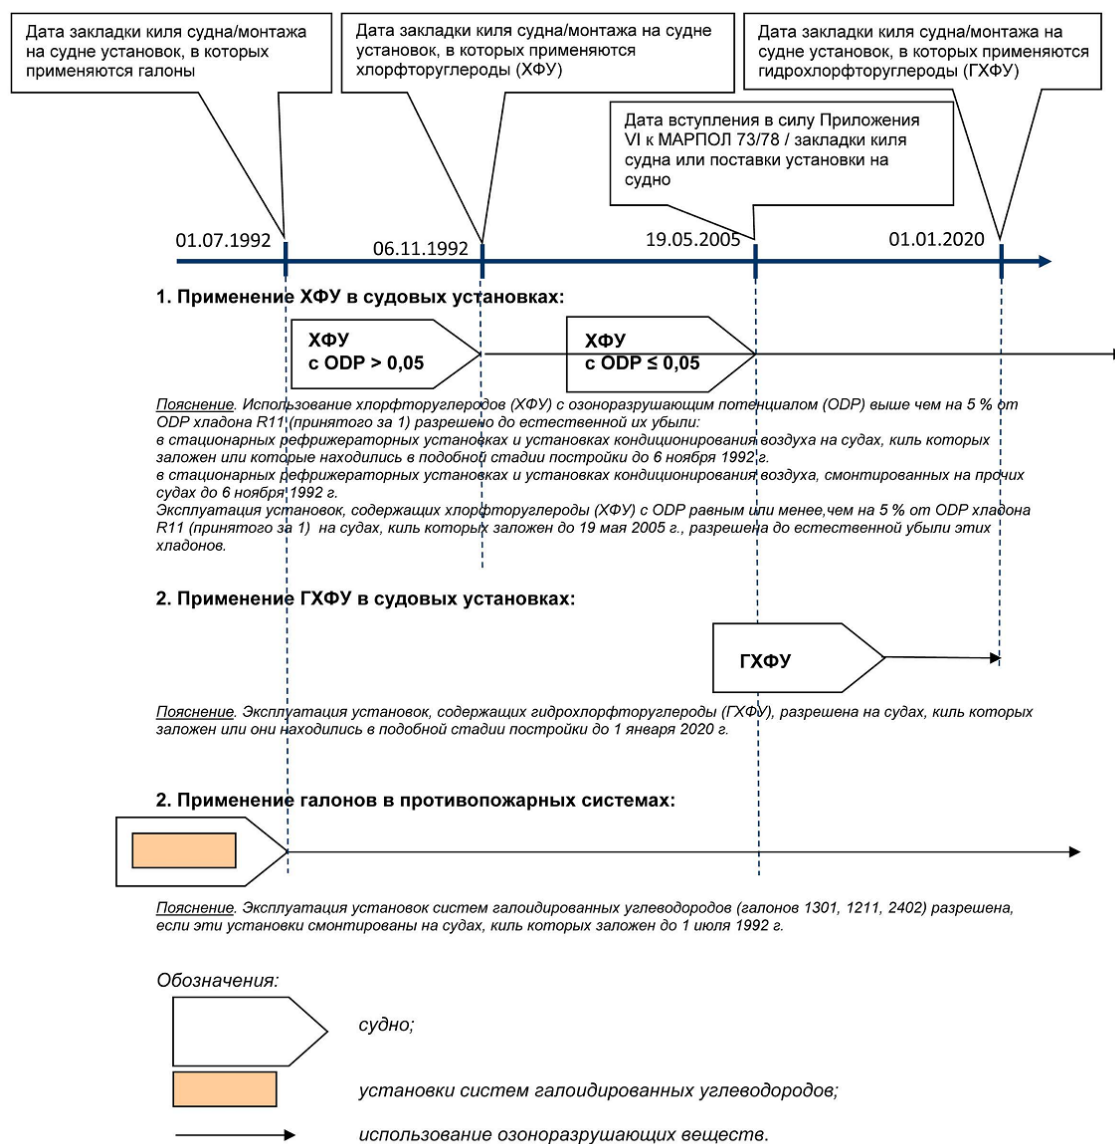 Дата закладки киля судна/монтажа
на судне установок, в которых
применяются галоны
Дата закладки киля судна/монтажа на судне
установок, в которых применяются
хлорфторуглероды (ХФУ)
Дата закладки киля судна/монтажа на
судне установок, в которых применяются
гидрохлорфторуглероды (ГХФУ)
Дата вступления в силу Приложения
VI к МАРПОЛ 73/78 / закладки киля
судна или поставки установки на
судно
01.07.1992
06.11.1992
19.05.2005
01.01.2020
1. Применение ХФУ в судовых установках:
ХФУ
с ODP > 0,05
ХФУ
с ODP ≤ 0,05
Пояснение. Использование хлорфторуглеродов (ХФУ) с озоноразрушающим потенциалом (ODP) выше чем на 5 % от
ODP хладона R11 (принятого за 1) разрешено до естественной их убыли:
в стационарных рефрижераторных установках и установках кондиционирования воздуха на судах, киль которых
заложен или которые находились в подобной стадии постройки до 6 ноября 1992 г.
в стационарных рефрижераторных установках и установках кондиционирования воздуха, смонтированных на прочих
судах до 6 ноября 1992 г.
Эксплуатация установок, содержащих хлорфторуглероды (ХФУ) с ODP равным или менее,чем на 5 % от ODP хладона
R11 (принятого за 1) на судах, киль которых заложен до 19 мая 2005 г., разрешена до естественной убыли этих
хладонов.
2. Применение ГХФУ в судовых установках:
ГХФУ
Пояснение. Эксплуатация установок, содержащих гидрохлорфторуглероды (ГХФУ), разрешена на судах, киль которых
заложен или они находились в подобной стадии постройки до 1 января 2020 г.
2. Применение галонов в противопожарных системах:
Пояснение. Эксплуатация установок систем галоидированных углеводородов (галонов 1301, 1211, 2402) разрешена,
если эти установки смонтированы на судах, киль которых заложен до 1 июля 1992 г.
Обозначения:
судно;
установки систем галоидированных углеводородов;
использование озоноразрушающих веществ.